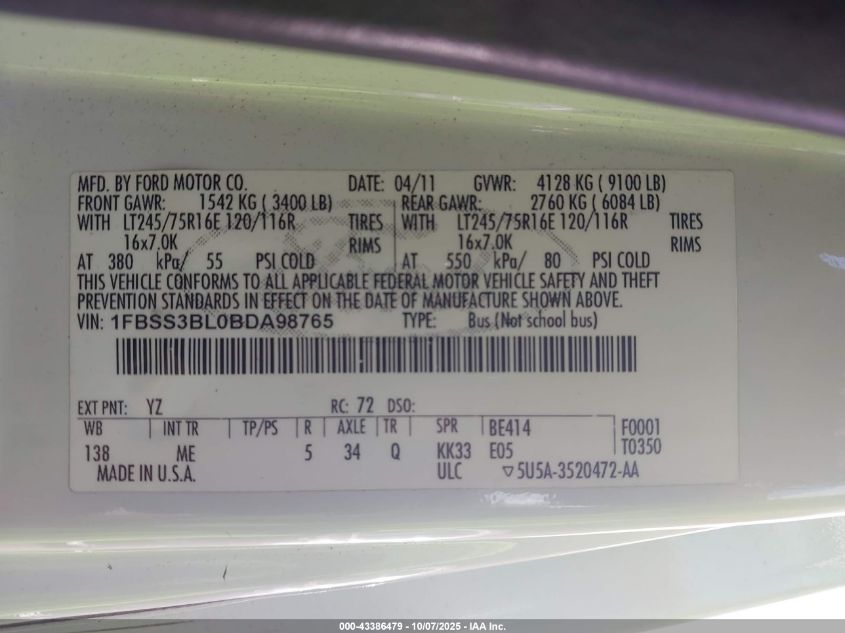 MFD. BY FORD MOTOR CO. DATE: 04/11 GVWR: 4128 KG ( 9100 LB)
FRONT GAWR: 1542 KG ( 3400 LB) REAR GAWR: 2760 KG ( 6084 LB)
WITH LT245/75R16E 120/116R TIRES WITH LT245/75R16E 120/116R TIRES
16x7.0K RIMS 16x7.0K RIMS
AT 380 kPa/ 55 PSI COLD AT 550 kPa/ 80 PSI COLD
THIS VEHICLE CONFORMS TO ALL APPLICABLE FEDERAL MOTOR VEHICLE SAFETY AND THEFT
PREVENTION STANDARDS IN EFFECT ON THE DATE OF MANUFACTURE SHOWN ABOVE.
VIN: 1FBSS3BL0BDA98765 TYPE: Bus (Not school bus)
EXT PNT: YZ RC: 72 DSO:
WB INT TR TP/PS R AXLE TR SPR BE414 F0001
138 ME 5 34 Q KK33 E05 T0350
MADE IN U.S.A. ULC ▽5U5A-3520472-AA
000-43386479 - 10/07/2025 - IAA Inc.